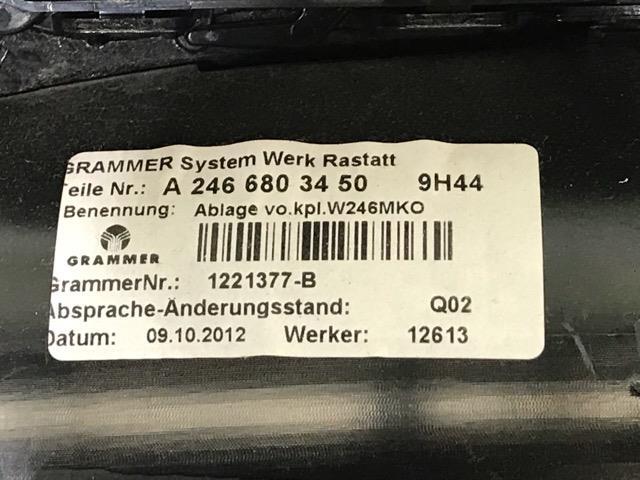 GRAMMER System Werk Rastatt
Teile Nr.: A 246 680 34 50 9H44
Benennung: Ablage vo.kpl.W246MKO
GRAMMER
GrammerNr.: 1221377-B
Absprache-Änderungsstand: Q02
Datum: 09.10.2012 Werker: 12613